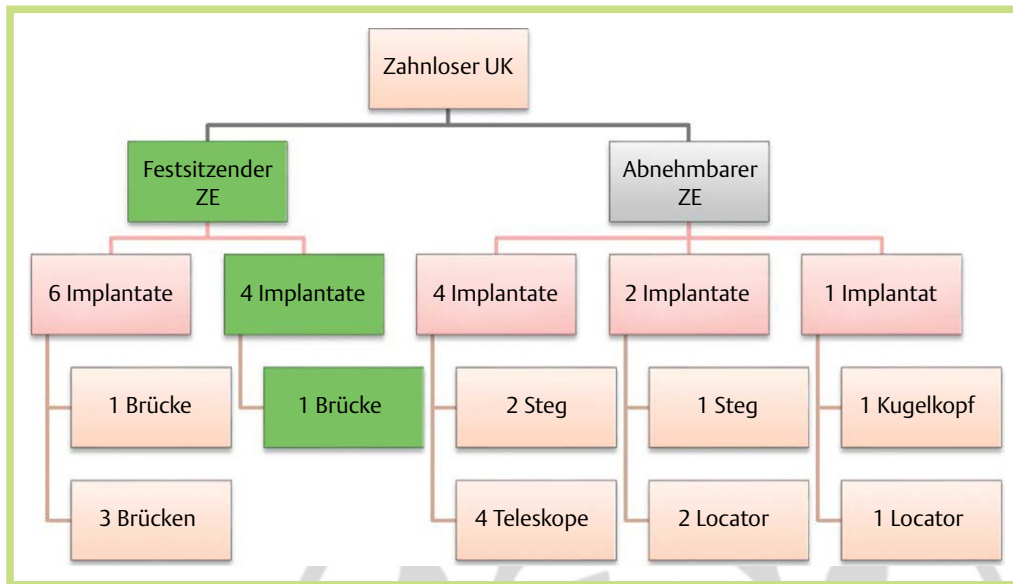 Zahnloser UK
Festsitzender
ZE
Abnehmbarer
ZE
6 Implantate
4 Implantate
4 Implantate
2 Implantate
1 Implantat
1 Brücke
1 Brücke
2 Steg
1 Steg
1 Kugelkopf
3 Brücken
4 Teleskope
2 Locator
1 Locator